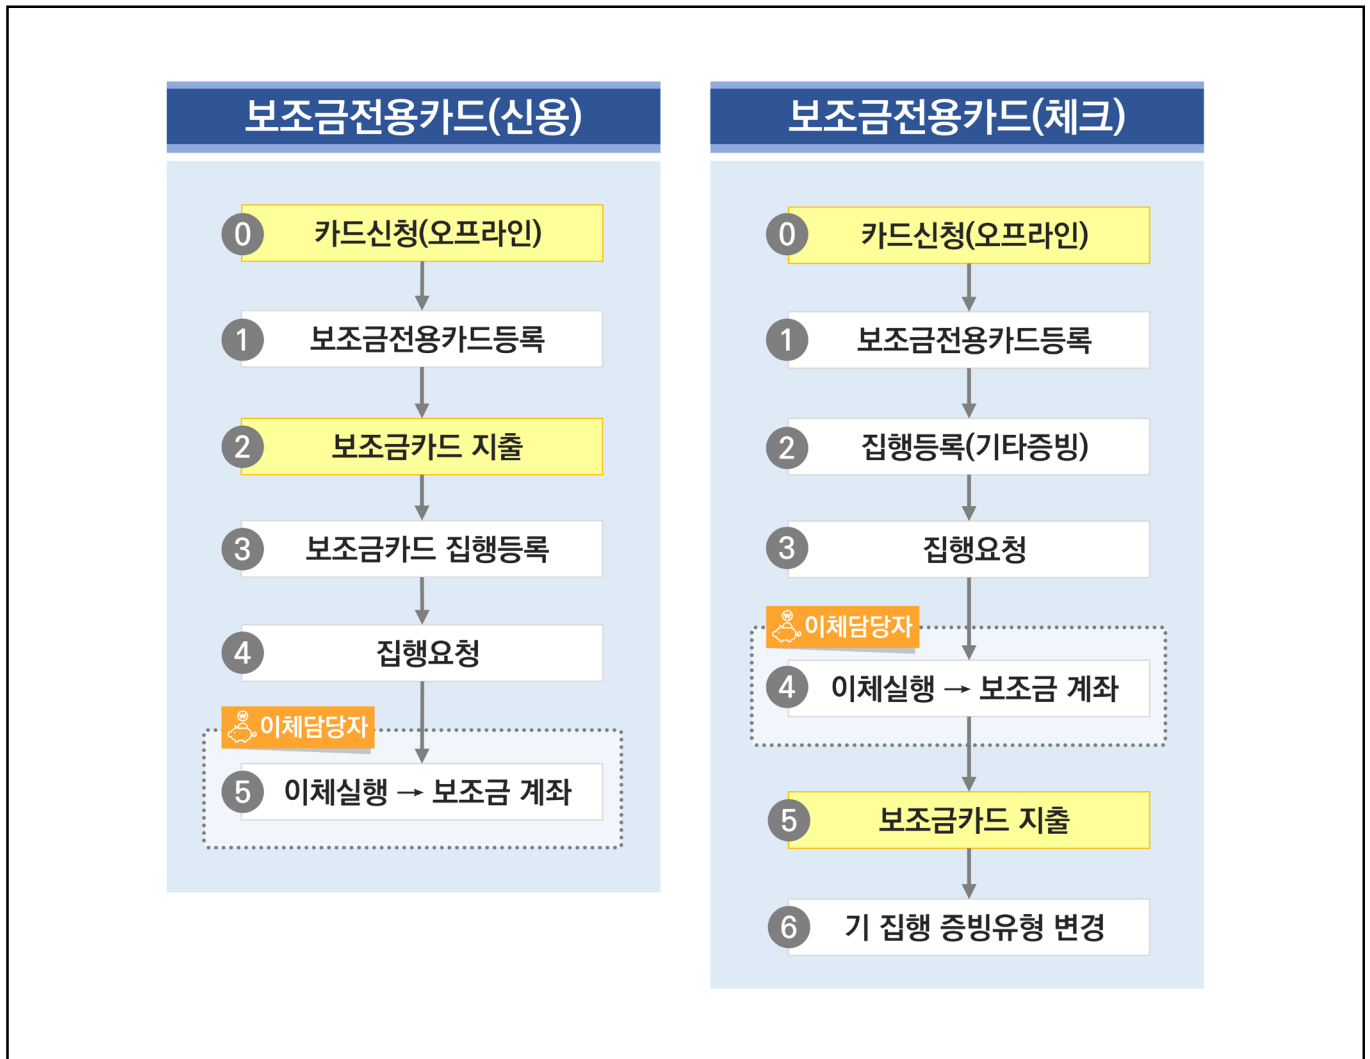 보조금전용카드(신용)
0 카드신청(오프라인)
1 보조금전용카드등록
2 보조금카드 지출
3 보조금카드 집행등록
4 집행요청
₩ 이체담당자
5 이체실행 → 보조금 계좌
보조금전용카드(체크)
0 카드신청(오프라인)
1 보조금전용카드등록
2 집행등록(기타증빙)
3 집행요청
₩ 이체담당자
4 이체실행 → 보조금 계좌
5 보조금카드 지출
6 기 집행 증빙유형 변경